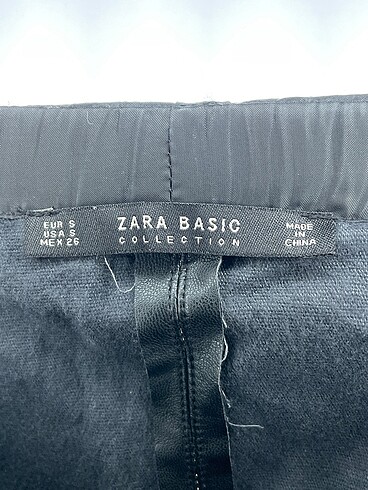 EUR S
USA S
MEX 26
ZARA BASIC
COLLECTION
MADE
IN
CHINA